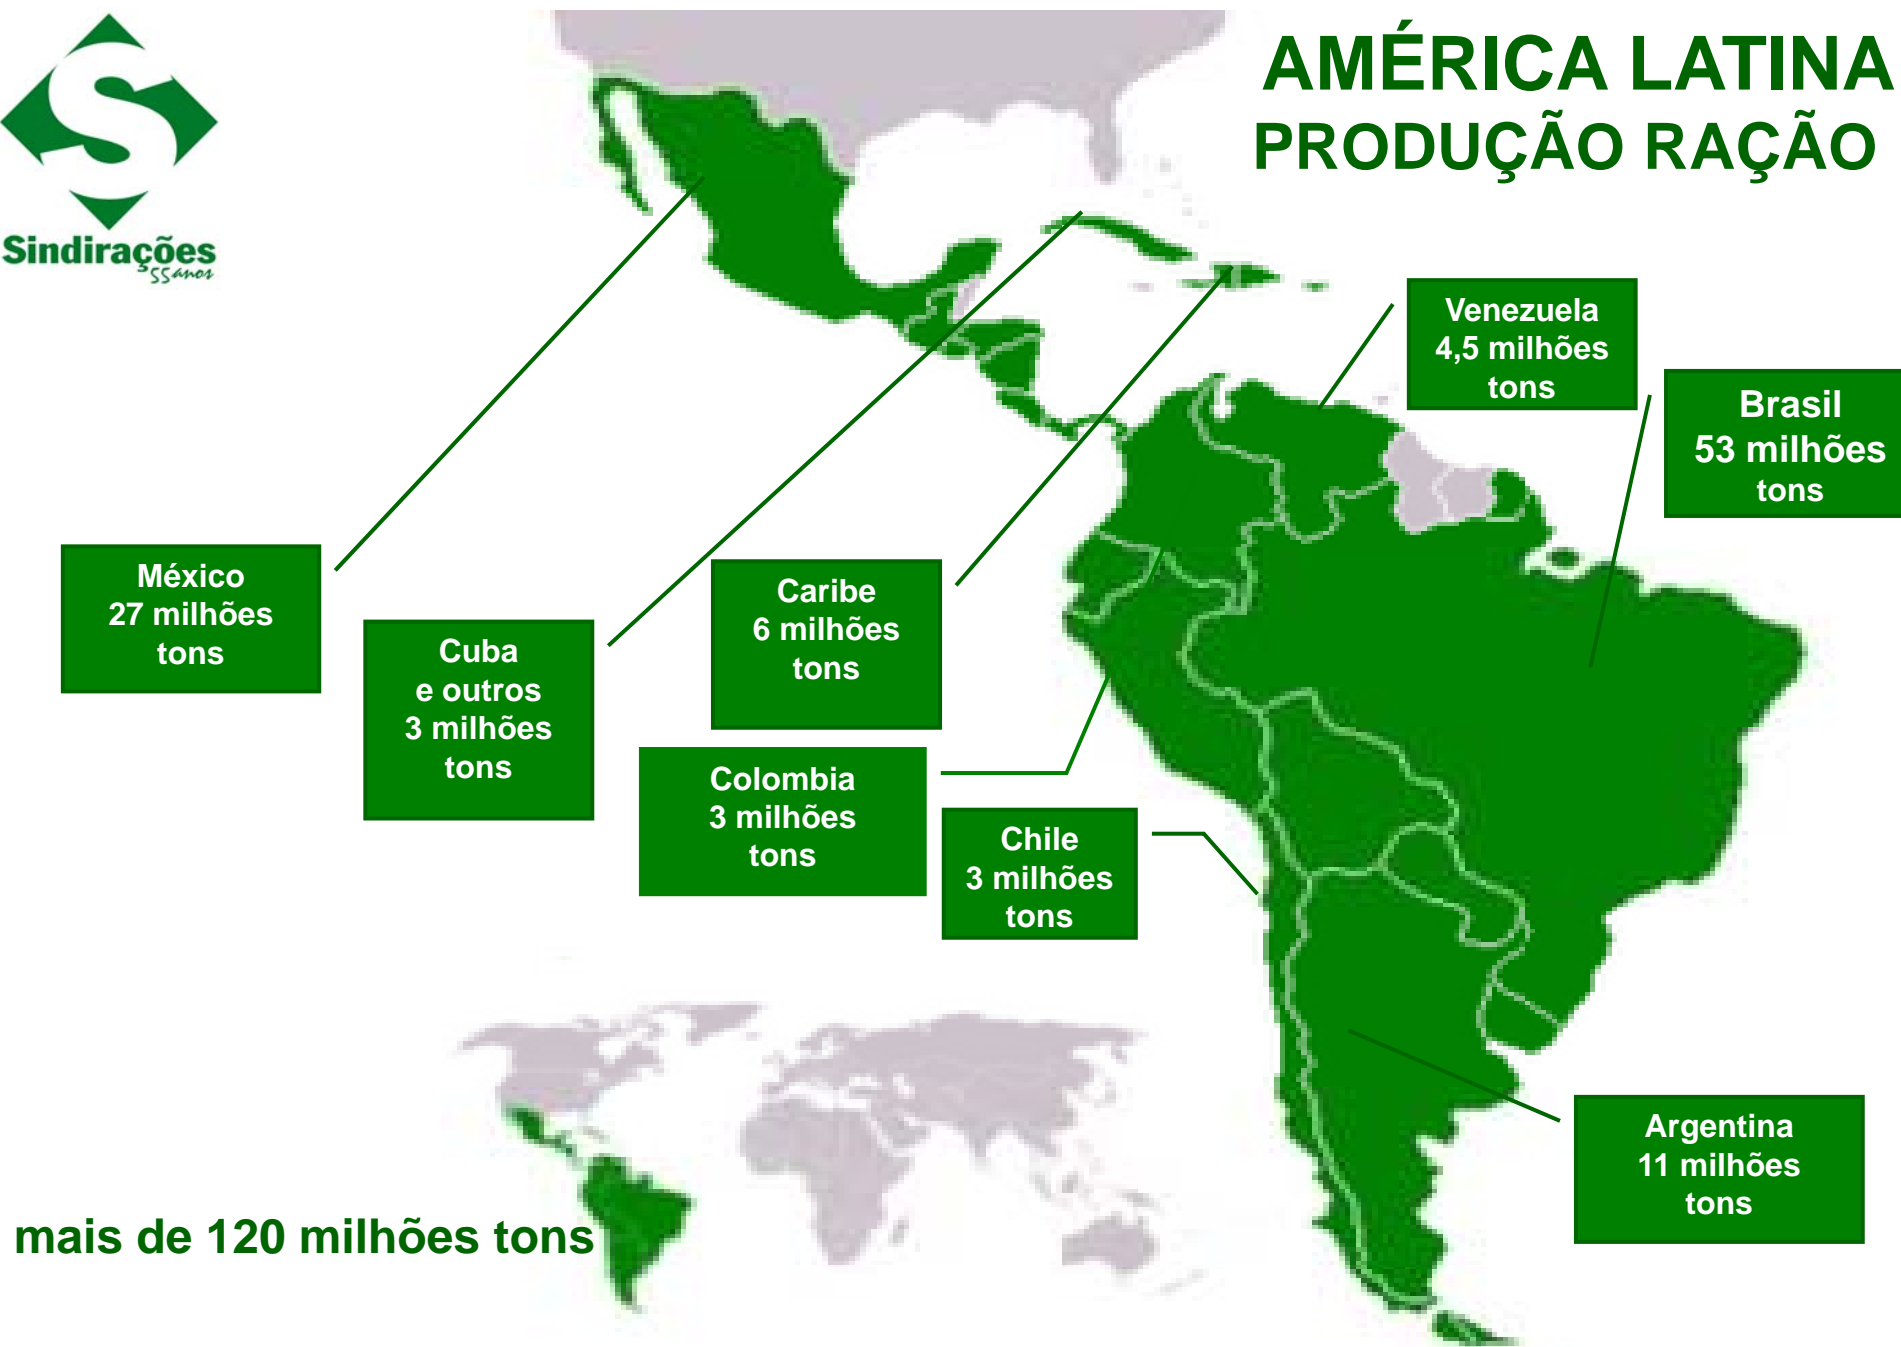 AMÉRICA LATINA
PRODUÇÃO RAÇÃO
Sindirações
55 anos
Venezuela
4,5 milhões
tons
Brasil
53 milhões
tons
México
27 milhões
tons
Cuba
e outros
3 milhões
tons
Caribe
6 milhões
tons
Colombia
3 milhões
tons
Chile
3 milhões
tons
Argentina
11 milhões
tons
mais de 120 milhões tons